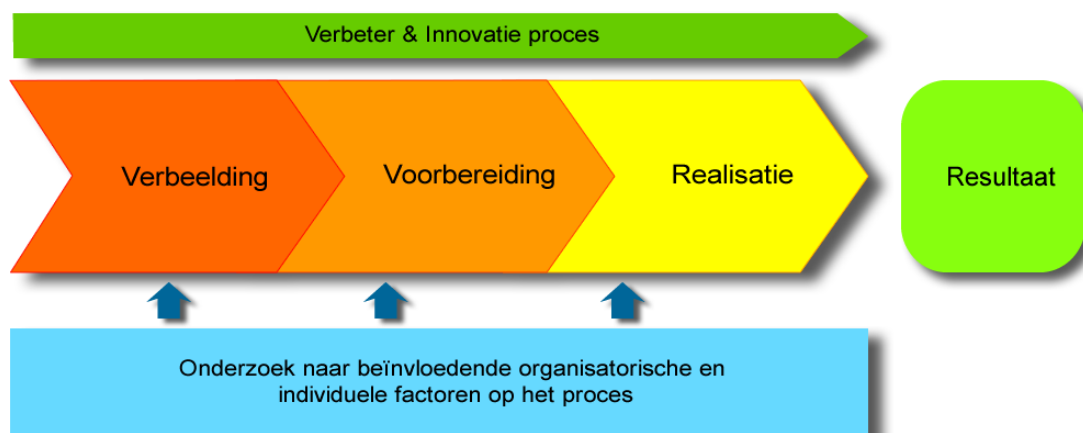 Verbeter & Innovatie proces
Verbeelding
Voorbereiding
Realisatie
Resultaat
Onderzoek naar beïnvloedende organisatorische en
individuele factoren op het proces